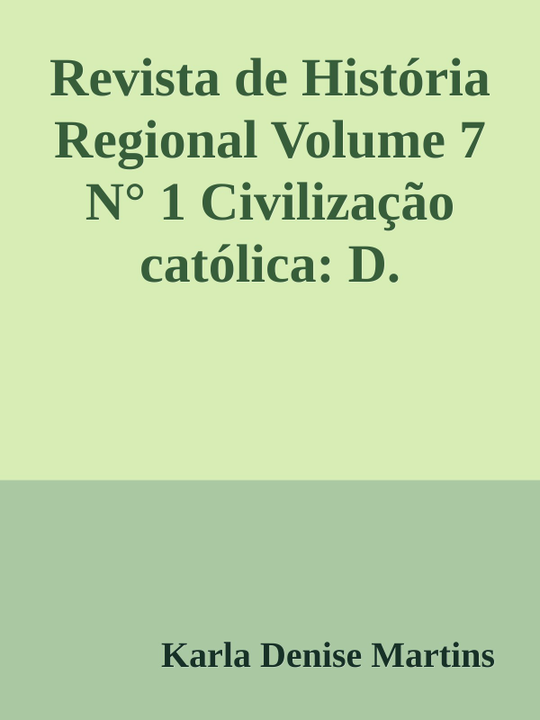 Revista de História
Regional Volume 7
N° 1 Civilização
católica: D.
Karla Denise Martins